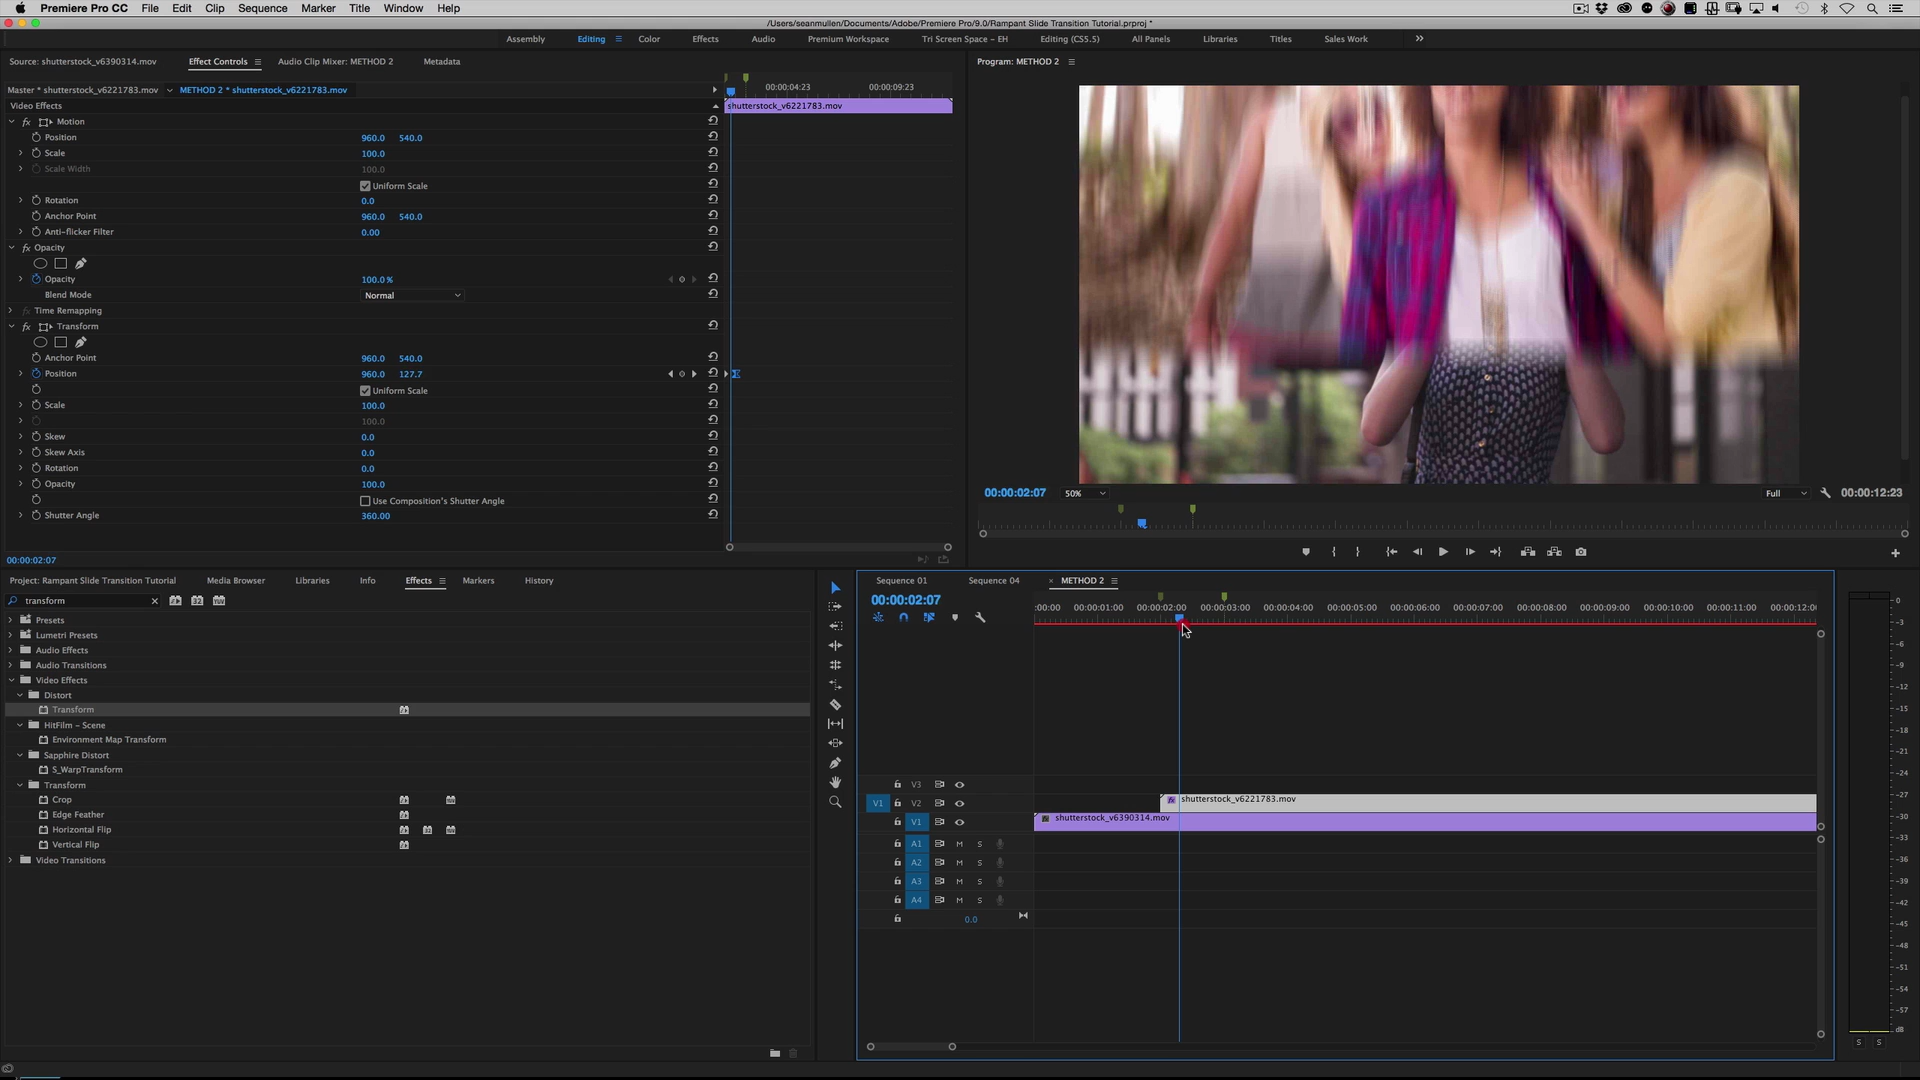 Premiere Pro CC File Edit Clip Sequence Marker Title Window Help
/Users/seanmullen/Documents/Adobe/Premiere Pro/9.0/Rampant Slide Transition Tutorial.prproj *
Assembly Editing Color Effects Audio Premiere Workspace Tri Screen Space - EH Editing (CS5.5) All Panels Libraries Titles Sales Work
Source: shutterstock_v6390314.mov Effect Controls Audio Clip Mixer: METHOD 2 Metadata
Program: METHOD 2
Master * shutterstock_v6221783.mov METHOD 2 * shutterstock_v6221783.mov
00:00:04:23 00:00:09:23
Video Effects
shutterstock_v6221783.mov
fx Motion
Position 960.0 540.0
Scale 100.0
Scale Width 100.0
Uniform Scale
Rotation 0.0
Anchor Point 960.0 540.0
Anti-flicker Filter 0.00
fx Opacity
Opacity 100.0 %
Blend Mode Normal
fx Time Remapping
fx Transform
Anchor Point 960.0 540.0
Position 960.0 127.7
Uniform Scale
Scale 100.0
100.0
Skew 0.0
Skew Axis 0.0
Rotation 0.0
Opacity 100.0
Use Composition's Shutter Angle
Shutter Angle 360.00
00:00:02:07
00:00:02:07 50% Full 00:00:12:23
Project: Rampant Slide Transition Tutorial Media Browser Libraries Info Effects Markers History
transform
Presets
Lumetri Presets
Audio Effects
Audio Transitions
Video Effects
Distort
Transform
HitFilm - Scene
Environment Map Transform
Sapphire Distort
S_WarpTransform
Transform
Crop
Edge Feather
Horizontal Flip
Vertical Flip
Video Transitions
Sequence 01 Sequence 04 × METHOD 2
00:00:02:07
:00:00 00:00:01:00 00:00:02:00 00:00:03:00 00:00:04:00 00:00:05:00 00:00:06:00 00:00:07:00 00:00:08:00 00:00:09:00 00:00:10:00 00:00:11:00 00:00:12:0
V3
V1 V2 fx shutterstock_v6221783.mov
V1 shutterstock_v6390314.mov
A1 M S
A2 M S
A3 M S
A4 M S
0.0
0
-3
-6
-9
-12
-15
-18
-21
-24
-27
-30
-33
-36
-39
-42
-45
-48
-51
-54
-57
dB
S S